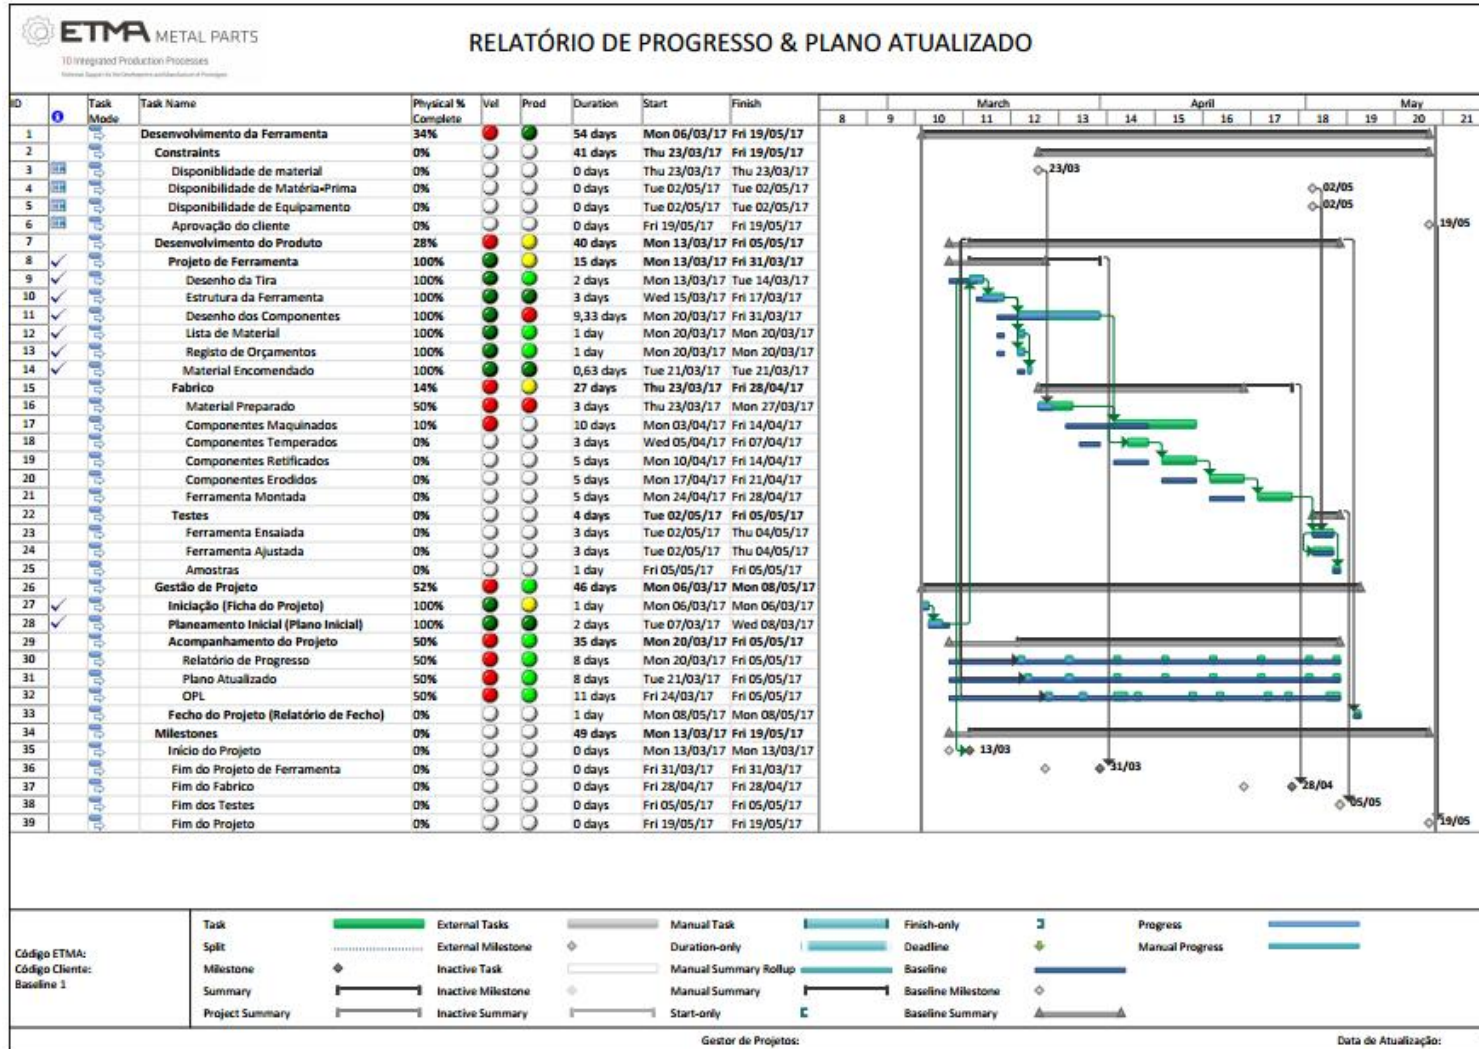 ETMA METAL PARTS
10 Integrated Production Processes
RELATÓRIO DE PROGRESSO & PLANO ATUALIZADO
ID Task Mode Task Name Physical % Complete Vel Prod Duration Start Finish
March April May
8 9 10 11 12 13 14 15 16 17 18 19 20 21
1 Desenvolvimento da Ferramenta 34% 54 days Mon 06/03/17 Fri 19/05/17
2 Constraints 0% 41 days Thu 23/03/17 Fri 19/05/17
3 Disponiblidade de material 0% 0 days Thu 23/03/17 Thu 23/03/17 23/03
4 Disponibilidade de Matéria-Prima 0% 0 days Tue 02/05/17 Tue 02/05/17 02/05
5 Disponibilidade de Equipamento 0% 0 days Tue 02/05/17 Tue 02/05/17 02/05
6 Aprovação do cliente 0% 0 days Fri 19/05/17 Fri 19/05/17 19/05
7 Desenvolvimento do Produto 28% 40 days Mon 13/03/17 Fri 05/05/17
8 Projeto de Ferramenta 100% 15 days Mon 13/03/17 Fri 31/03/17
9 Desenho da Tira 100% 2 days Mon 13/03/17 Tue 14/03/17
10 Estrutura da Ferramenta 100% 3 days Wed 15/03/17 Fri 17/03/17
11 Desenho dos Componentes 100% 9,33 days Mon 20/03/17 Fri 31/03/17
12 Lista de Material 100% 1 day Mon 20/03/17 Mon 20/03/17
13 Registo de Orçamentos 100% 1 day Mon 20/03/17 Mon 20/03/17
14 Material Encomendado 100% 0,63 days Tue 21/03/17 Tue 21/03/17
15 Fabrico 14% 27 days Thu 23/03/17 Fri 28/04/17
16 Material Preparado 50% 3 days Thu 23/03/17 Mon 27/03/17
17 Componentes Maquinados 10% 10 days Mon 03/04/17 Fri 14/04/17
18 Componentes Temperados 0% 3 days Wed 05/04/17 Fri 07/04/17
19 Componentes Retificados 0% 5 days Mon 10/04/17 Fri 14/04/17
20 Componentes Erodidos 0% 5 days Mon 17/04/17 Fri 21/04/17
21 Ferramenta Montada 0% 5 days Mon 24/04/17 Fri 28/04/17
22 Testes 0% 4 days Tue 02/05/17 Fri 05/05/17
23 Ferramenta Ensaiada 0% 3 days Tue 02/05/17 Thu 04/05/17
24 Ferramenta Ajustada 0% 3 days Tue 02/05/17 Thu 04/05/17
25 Amostras 0% 1 day Fri 05/05/17 Fri 05/05/17
26 Gestão de Projeto 52% 46 days Mon 06/03/17 Mon 08/05/17
27 Iniciação (Ficha do Projeto) 100% 1 day Mon 06/03/17 Mon 06/03/17
28 Planeamento Inicial (Plano Inicial) 100% 2 days Tue 07/03/17 Wed 08/03/17
29 Acompanhamento do Projeto 50% 35 days Mon 20/03/17 Fri 05/05/17
30 Relatório de Progresso 50% 8 days Mon 20/03/17 Fri 05/05/17
31 Plano Atualizado 50% 8 days Tue 21/03/17 Fri 05/05/17
32 OPL 50% 11 days Fri 24/03/17 Fri 05/05/17
33 Fecho do Projeto (Relatório de Fecho) 0% 1 day Mon 08/05/17 Mon 08/05/17
34 Milestones 0% 49 days Mon 13/03/17 Fri 19/05/17
35 Início do Projeto 0% 0 days Mon 13/03/17 Mon 13/03/17 13/03
36 Fim do Projeto de Ferramenta 0% 0 days Fri 31/03/17 Fri 31/03/17 31/03
37 Fim do Fabrico 0% 0 days Fri 28/04/17 Fri 28/04/17 28/04
38 Fim dos Testes 0% 0 days Fri 05/05/17 Fri 05/05/17 05/05
39 Fim do Projeto 0% 0 days Fri 19/05/17 Fri 19/05/17 19/05
Código ETMA:
Código Cliente:
Baseline 1
Task External Tasks Manual Task Finish-only Progress
Split External Milestone Duration-only Deadline Manual Progress
Milestone Inactive Task Manual Summary Rollup Baseline
Summary Inactive Milestone Manual Summary Baseline Milestone
Project Summary Inactive Summary Start-only Baseline Summary
Gestor de Projetos: Data de Atualização: